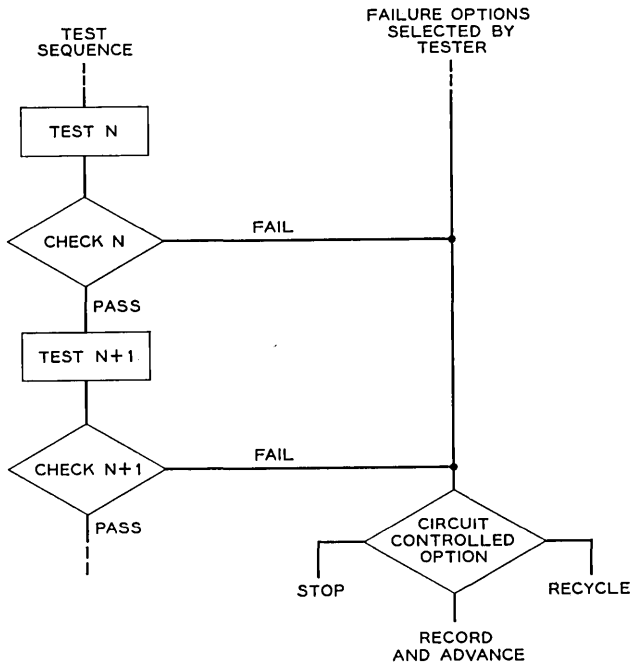 TEST
SEQUENCE
FAILURE OPTIONS
SELECTED BY
TESTER
TEST N
CHECK N
FAIL
PASS
TEST N+1
CHECK N+1
FAIL
PASS
CIRCUIT
CONTROLLED
OPTION
STOP
RECYCLE
RECORD
AND ADVANCE